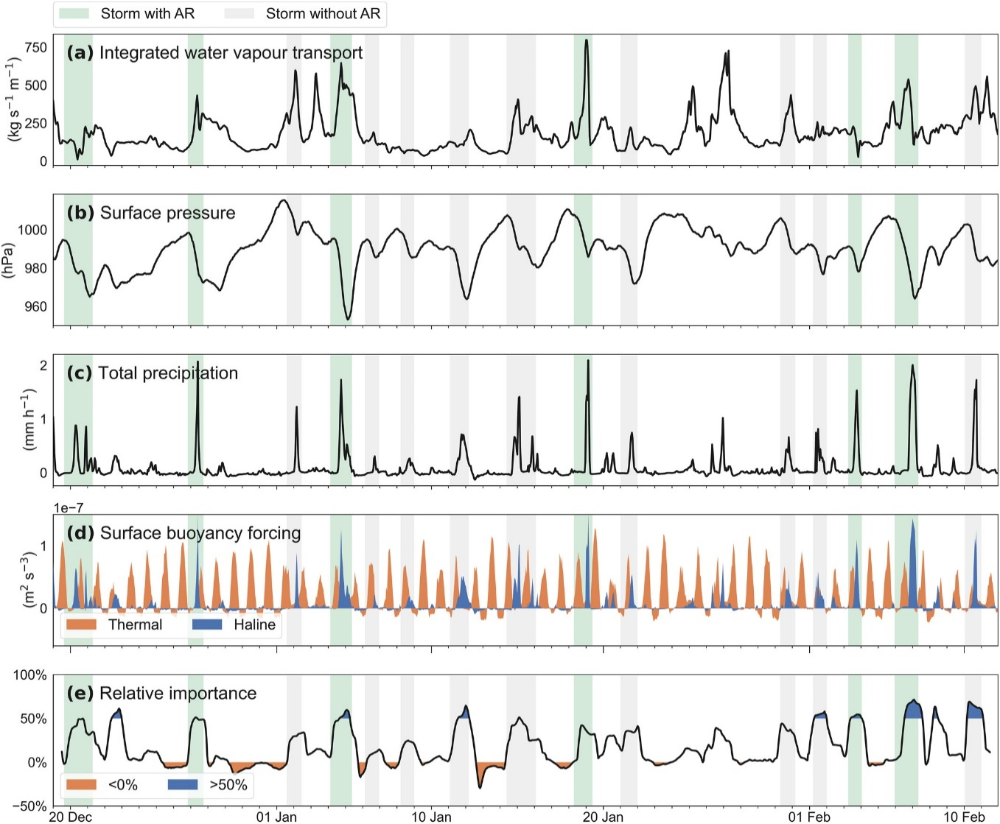 Storm with AR Storm without AR
(a) Integrated water vapour transport
(kg s⁻¹ m⁻¹)
750
500
250
0
(b) Surface pressure
(hPa)
1000
980
960
(c) Total precipitation
(mm h⁻¹)
2
1
0
1e−7
(d) Surface buoyancy forcing
(m² s⁻³)
1
0
Thermal Haline
(e) Relative importance
100%
50%
0%
−50%
<0% >50%
20 Dec 01 Jan 10 Jan 20 Jan 01 Feb 10 Feb